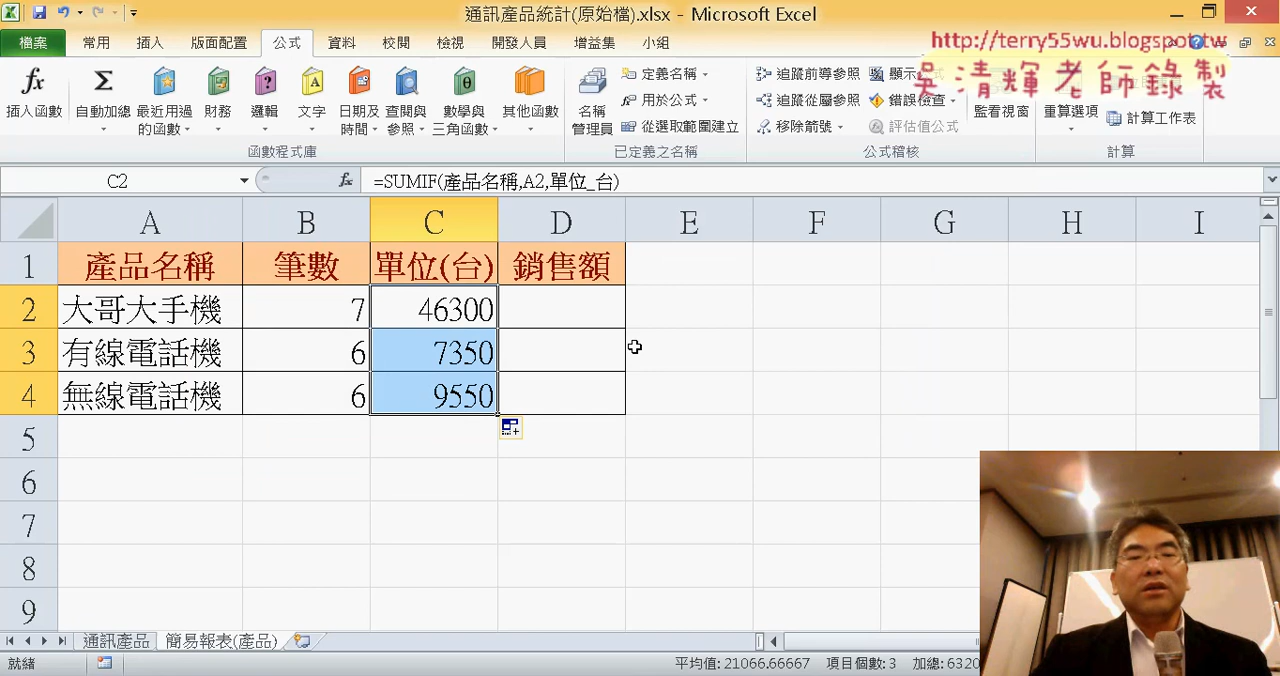 通訊產品統計(原始檔).xlsx - Microsoft Excel
檔案 常用 插入 版面配置 公式 資料 校閱 檢視 開發人員 增益集 小組
http://terry55wu.blogspot.tw
吳清輝老師錄製
插入函數 自動加總 最近用過的函數 財務 邏輯 文字 日期及時間 查閱與參照 數學與三角函數 其他函數
函數程式庫
名稱管理員 定義名稱 用於公式 從選取範圍建立
已定義之名稱
追蹤前導參照 追蹤從屬參照 移除箭號 錯誤檢查 評估值公式 監看視窗
公式稽核
重算選項 計算工作表
計算
C2 fx =SUMIF(產品名稱,A2,單位_台)
A B C D E F G H I
1 產品名稱 筆數 單位(台) 銷售額
2 大哥大手機 7 46300
3 有線電話機 6 7350
4 無線電話機 6 9550
5
6
7
8
9
通訊產品 簡易報表(產品)
就緒 平均值: 21066.66667 項目個數: 3 加總: 6320